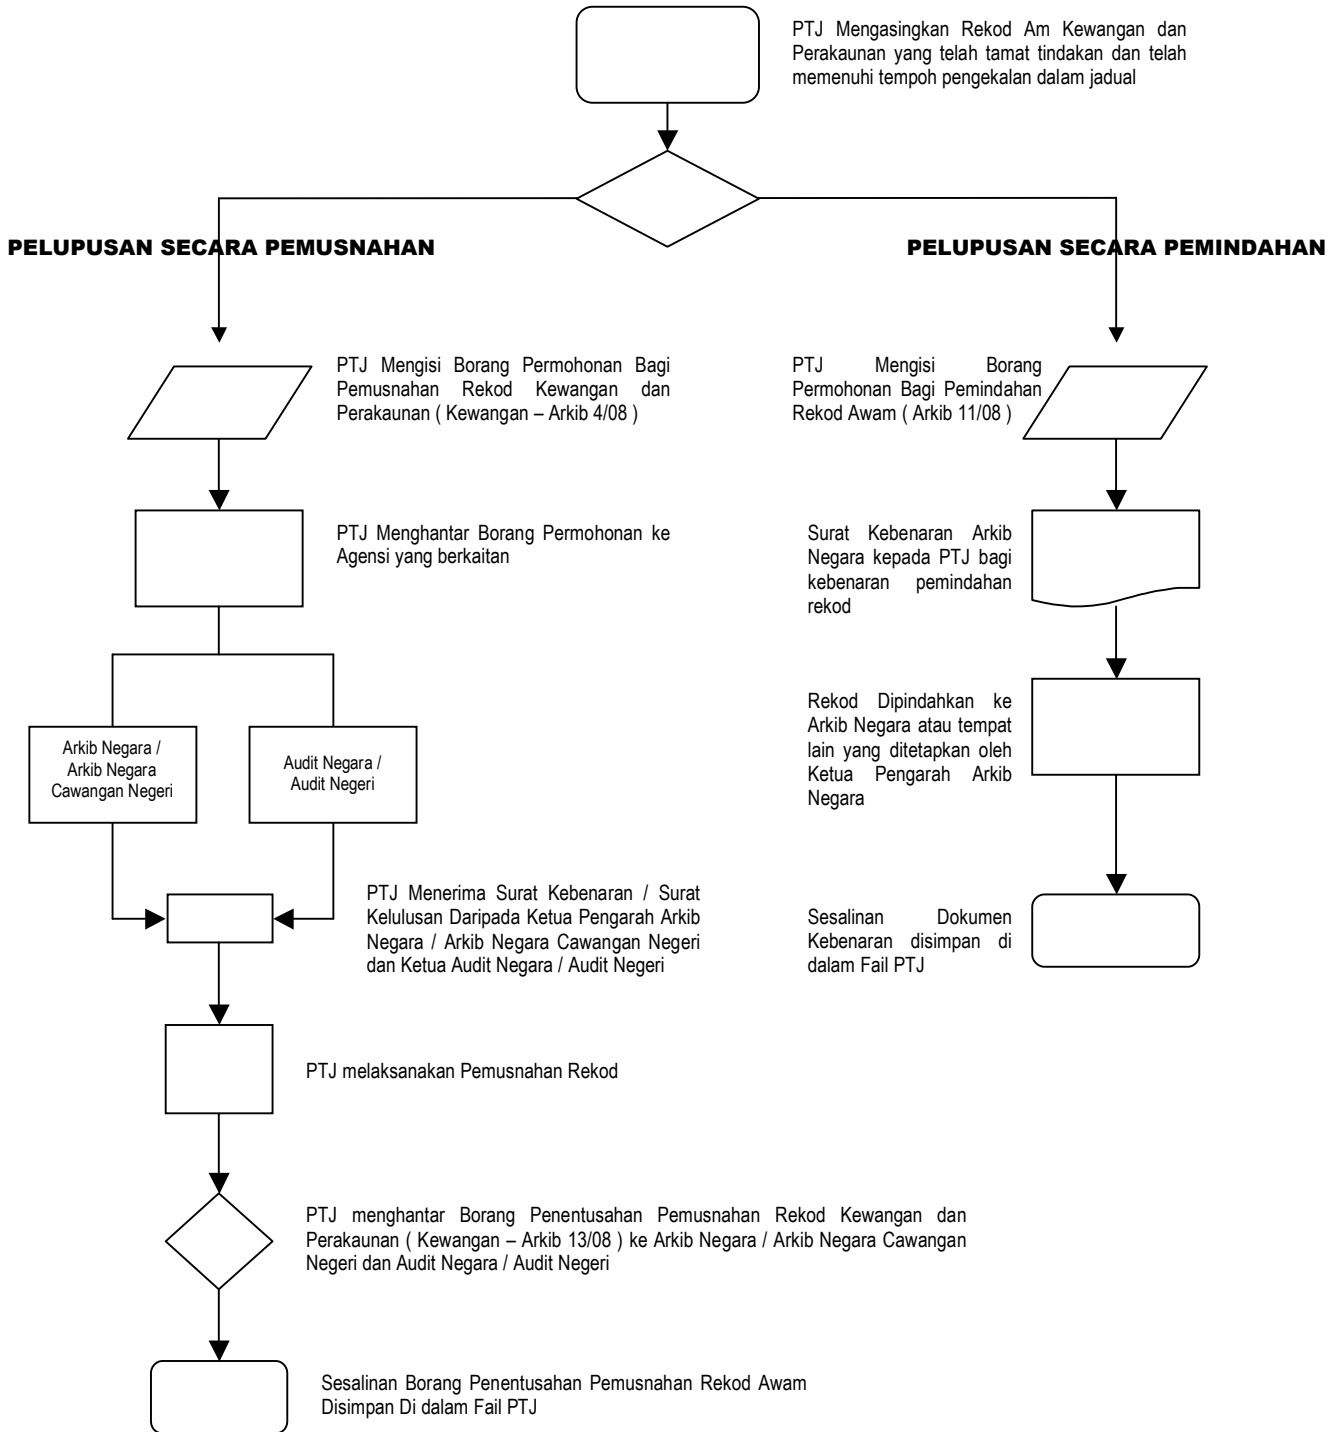 PTJ Mengasingkan Rekod Am Kewangan dan
Perakaunan yang telah tamat tindakan dan telah
memenuhi tempoh pengekalan dalam jadual
PELUPUSAN SECARA PEMUSNAHAN
PELUPUSAN SECARA PEMINDAHAN
PTJ Mengisi Borang Permohonan Bagi
Pemusnahan Rekod Kewangan dan
Perakaunan ( Kewangan – Arkib 4/08 )
PTJ Mengisi Borang
Permohonan Bagi Pemindahan
Rekod Awam ( Arkib 11/08 )
PTJ Menghantar Borang Permohonan ke
Agensi yang berkaitan
Surat Kebenaran Arkib
Negara kepada PTJ bagi
kebenaran pemindahan
rekod
Arkib Negara /
Arkib Negara
Cawangan Negeri
Audit Negara /
Audit Negeri
Rekod Dipindahkan ke
Arkib Negara atau tempat
lain yang ditetapkan oleh
Ketua Pengarah Arkib
Negara
PTJ Menerima Surat Kebenaran / Surat
Kelulusan Daripada Ketua Pengarah Arkib
Negara / Arkib Negara Cawangan Negeri
dan Ketua Audit Negara / Audit Negeri
Sesalinan Dokumen
Kebenaran disimpan di
dalam Fail PTJ
PTJ melaksanakan Pemusnahan Rekod
PTJ menghantar Borang Penentusahan Pemusnahan Rekod Kewangan dan
Perakaunan ( Kewangan – Arkib 13/08 ) ke Arkib Negara / Arkib Negara Cawangan
Negeri dan Audit Negara / Audit Negeri
Sesalinan Borang Penentusahan Pemusnahan Rekod Awam
Disimpan Di dalam Fail PTJ